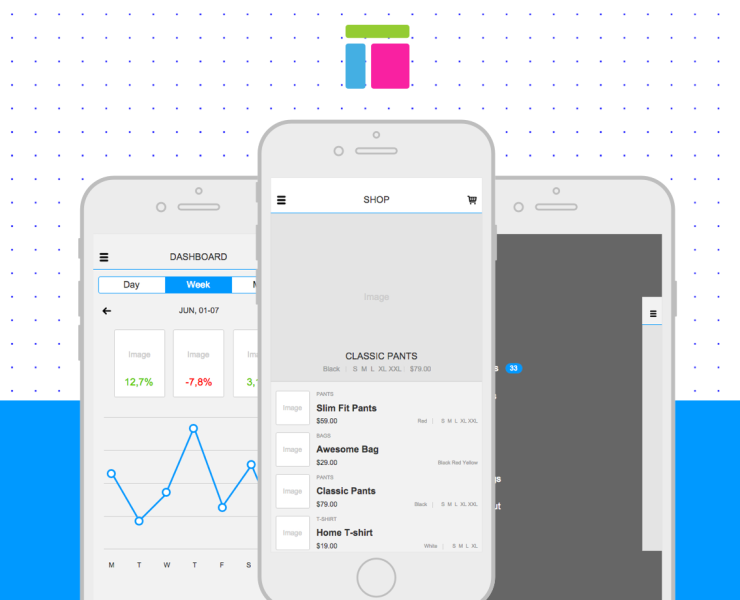 DASHBOARD
Day Week
JUN, 01-07
Image Image
12,7% -7,8% 3,
M T W T F S
SHOP
Image
CLASSIC PANTS
Black | S M L XL XXL | $79.00
Image
PANTS
Slim Fit Pants
$59.00 Red | S M L XL XXL
Image
BAGS
Awesome Bag
$29.00 Black Red Yellow
Image
PANTS
Classic Pants
$79.00 Black | S M L XL XXL
Image
T-SHIRT
Home T-shirt
$19.00 White | S M L XL
33